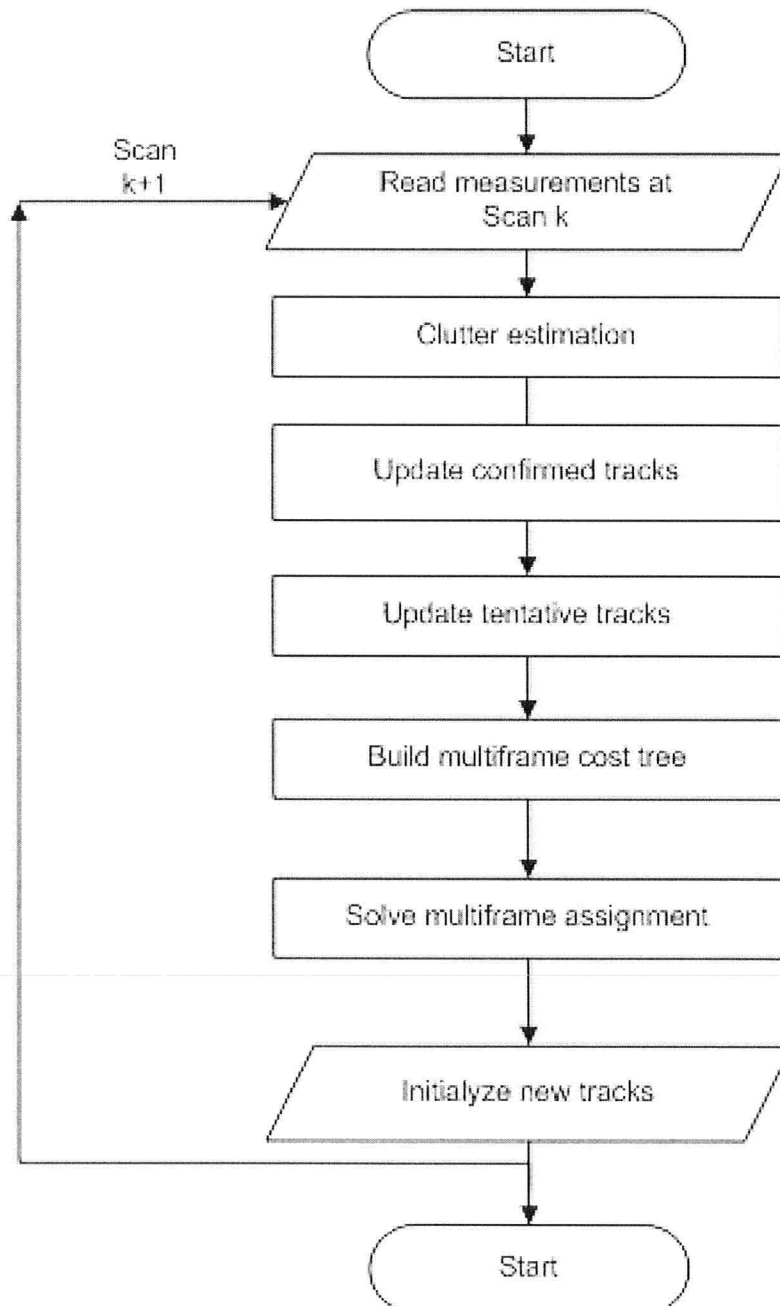 Start
Scan
k+1
Read measurements at
Scan k
Clutter estimation
Update confirmed tracks
Update tentative tracks
Build multiframe cost tree
Solve multiframe assignment
Initialyze new tracks
Start